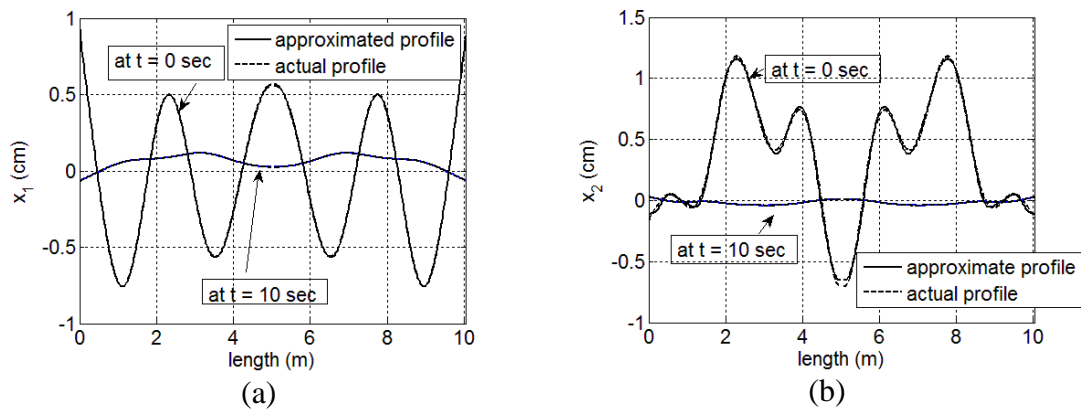 1
0.5
0
-0.5
-1
x1 (cm)
at t = 0 sec
approximated profile
actual profile
at t = 10 sec
0 2 4 6 8 10
length (m)
(a)
1.5
1
0.5
0
-0.5
-1
x2 (cm)
at t = 0 sec
at t = 10 sec
approximate profile
actual profile
0 2 4 6 8 10
length (m)
(b)